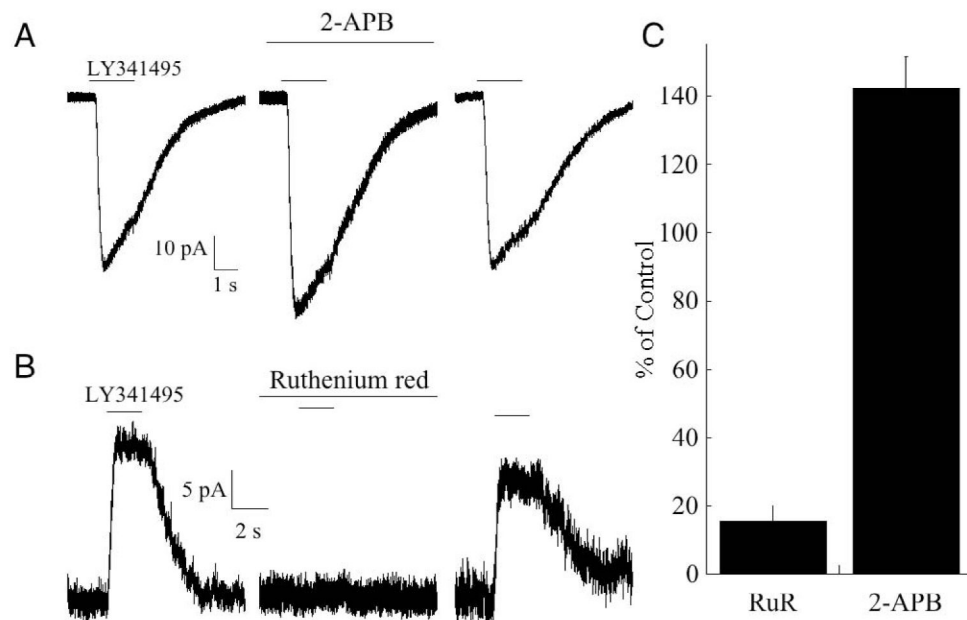 A
2-APB
LY341495
10 pA
1 s
B
Ruthenium red
LY341495
5 pA
2 s
C
% of Control
140
120
100
80
60
40
20
0
RuR
2-APB